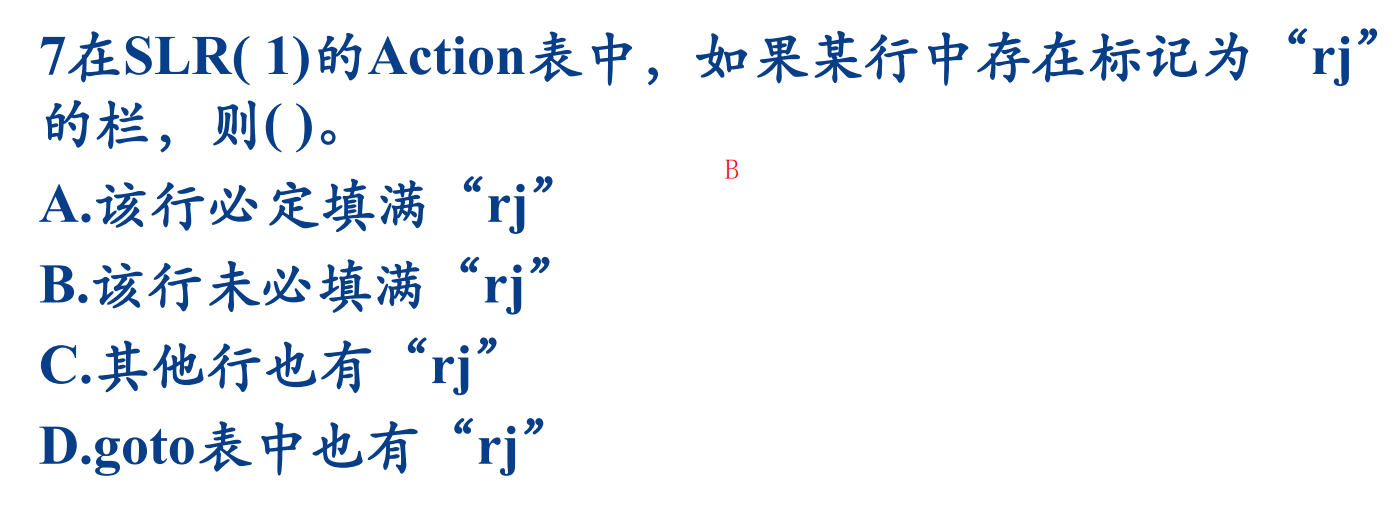 7在SLR( 1)的Action表中，如果某行中存在标记为“rj”
的栏，则( )。
B
A.该行必定填满“rj”
B.该行未必填满“rj”
C.其他行也有“rj”
D.goto表中也有“rj”